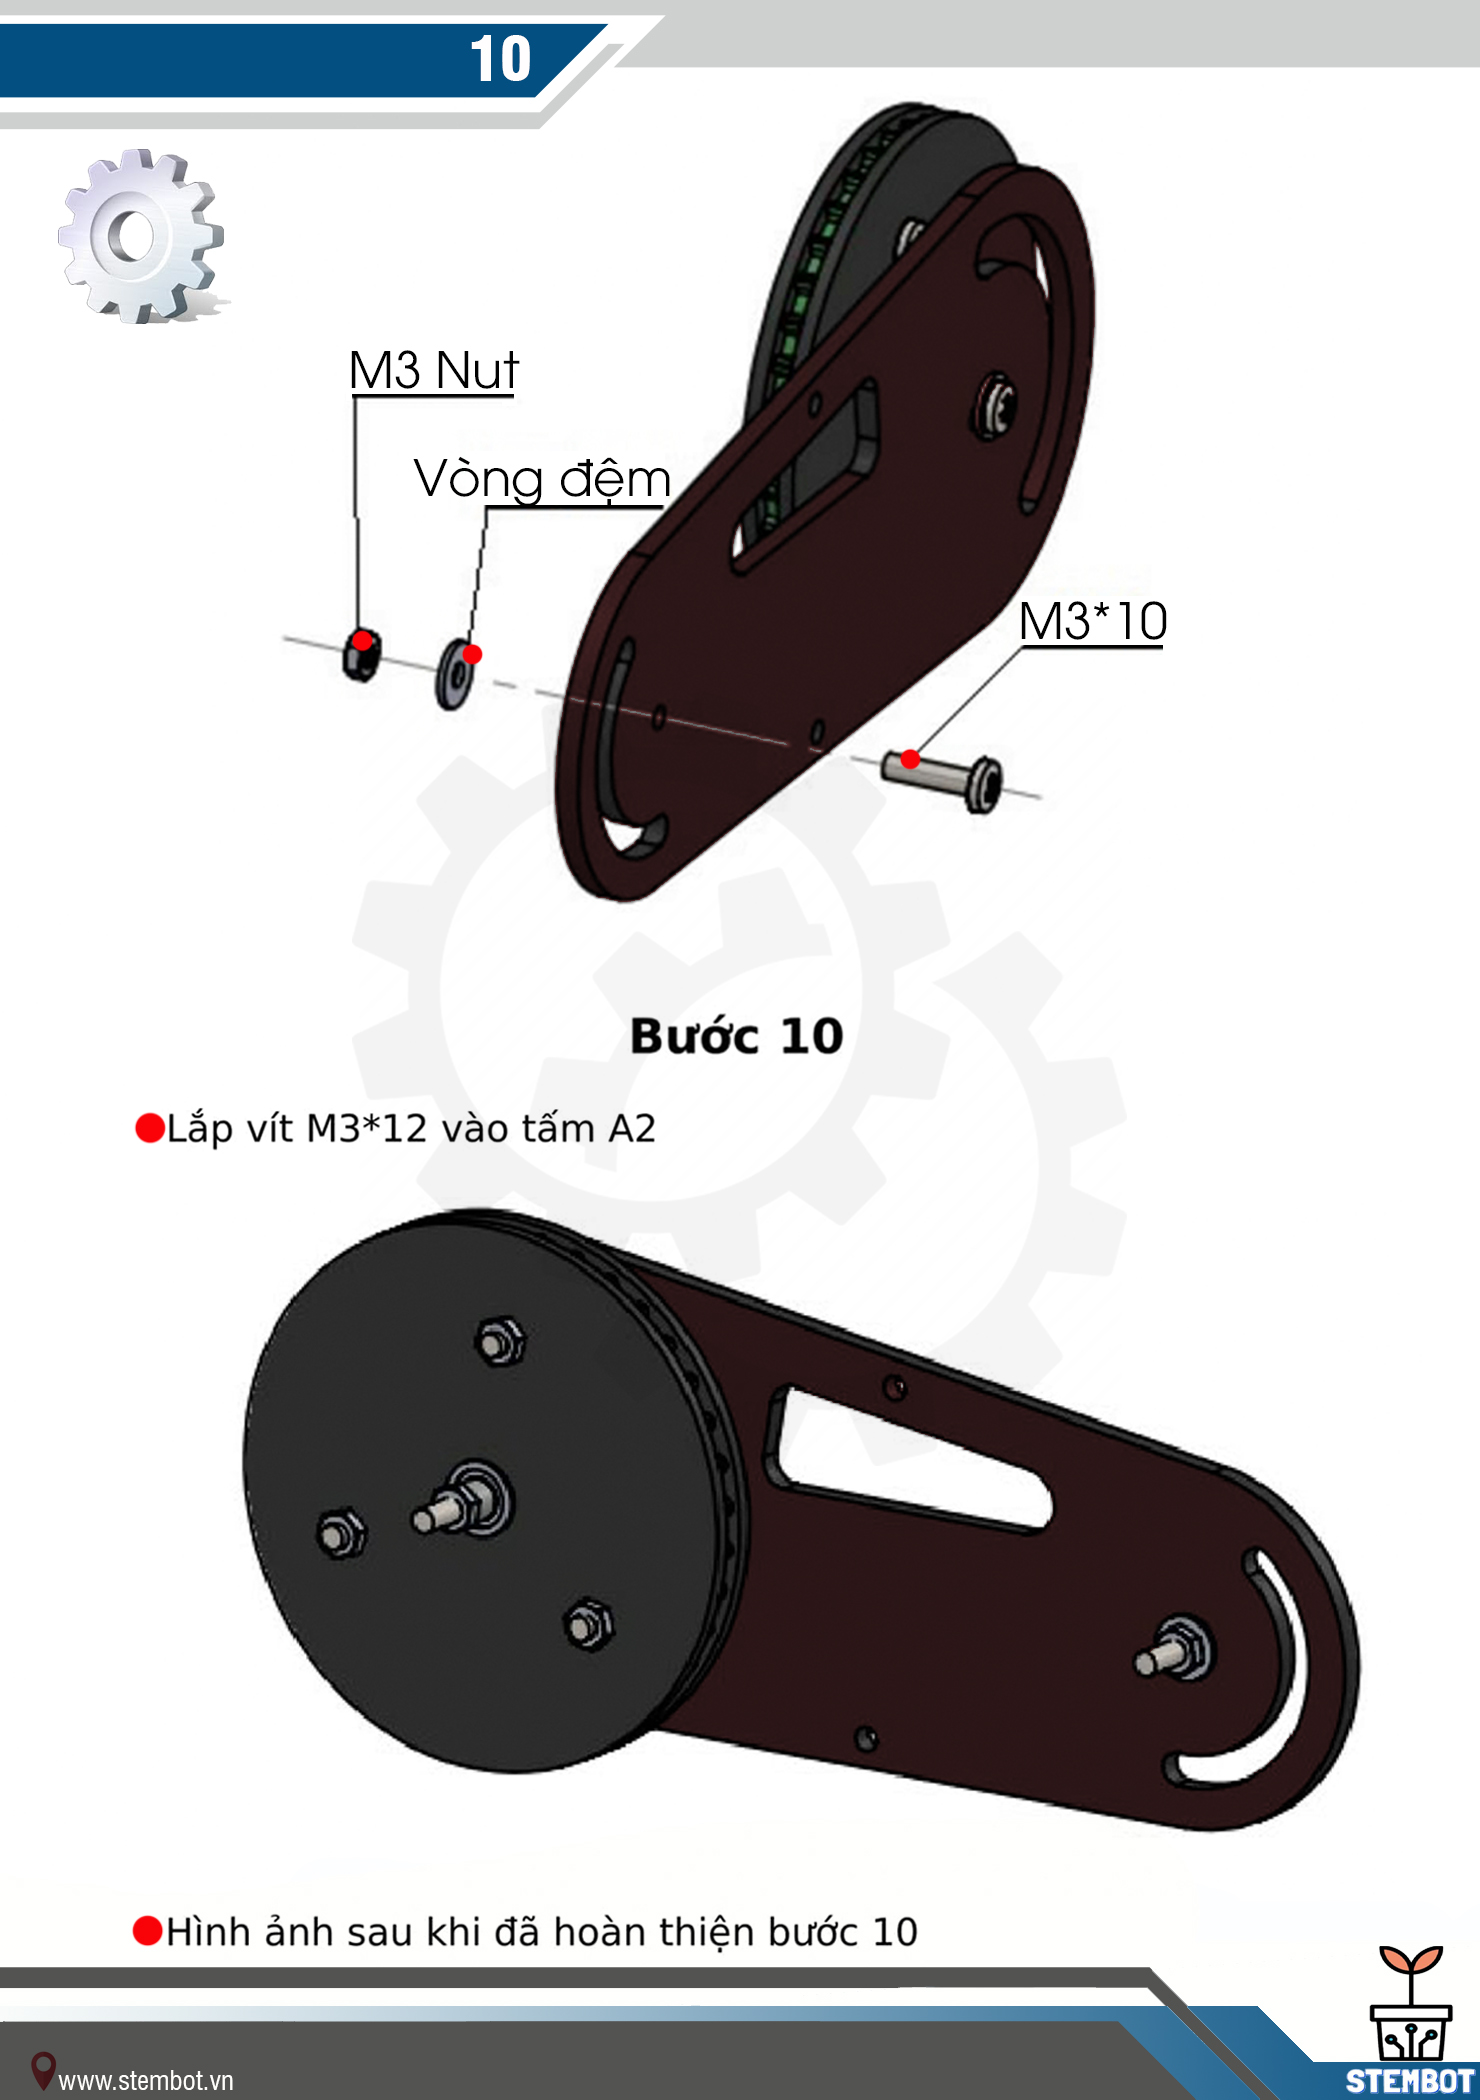 10
M3 Nut
Vòng đệm
M3*10
Bước 10
Lắp vít M3*12 vào tấm A2
Hình ảnh sau khi đã hoàn thiện bước 10
www.stembot.vn
STEMBOT